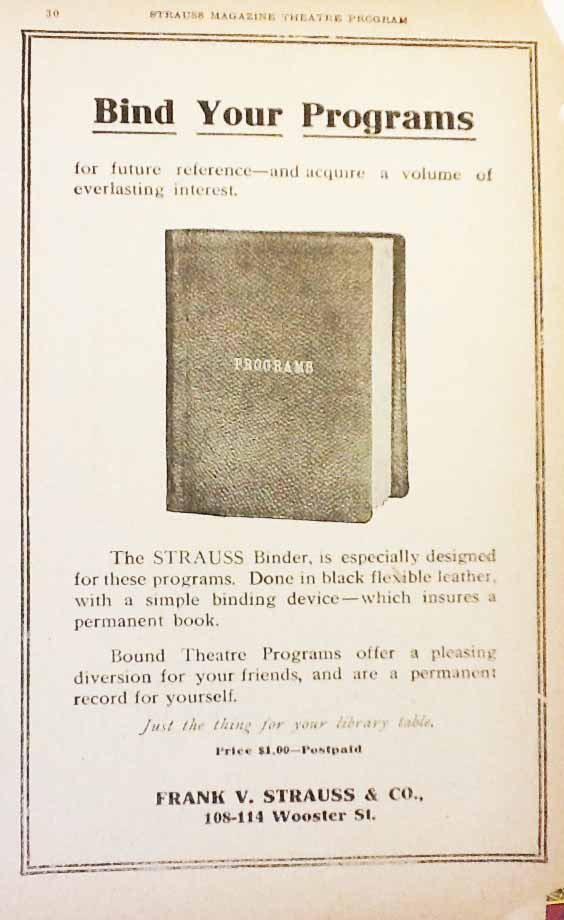 30 STRAUSS MAGAZINE THEATRE PROGRAM
Bind Your Programs
for future reference—and acquire a volume of
everlasting interest.
PROGRAMS
The STRAUSS Binder, is especially designed
for these programs. Done in black flexible leather,
with a simple binding device—which insures a
permanent book.
Bound Theatre Programs offer a pleasing
diversion for your friends, and are a permanent
record for yourself.
Just the thing for your library table.
Price $1.00—Postpaid
FRANK V. STRAUSS & CO.,
108-114 Wooster St.